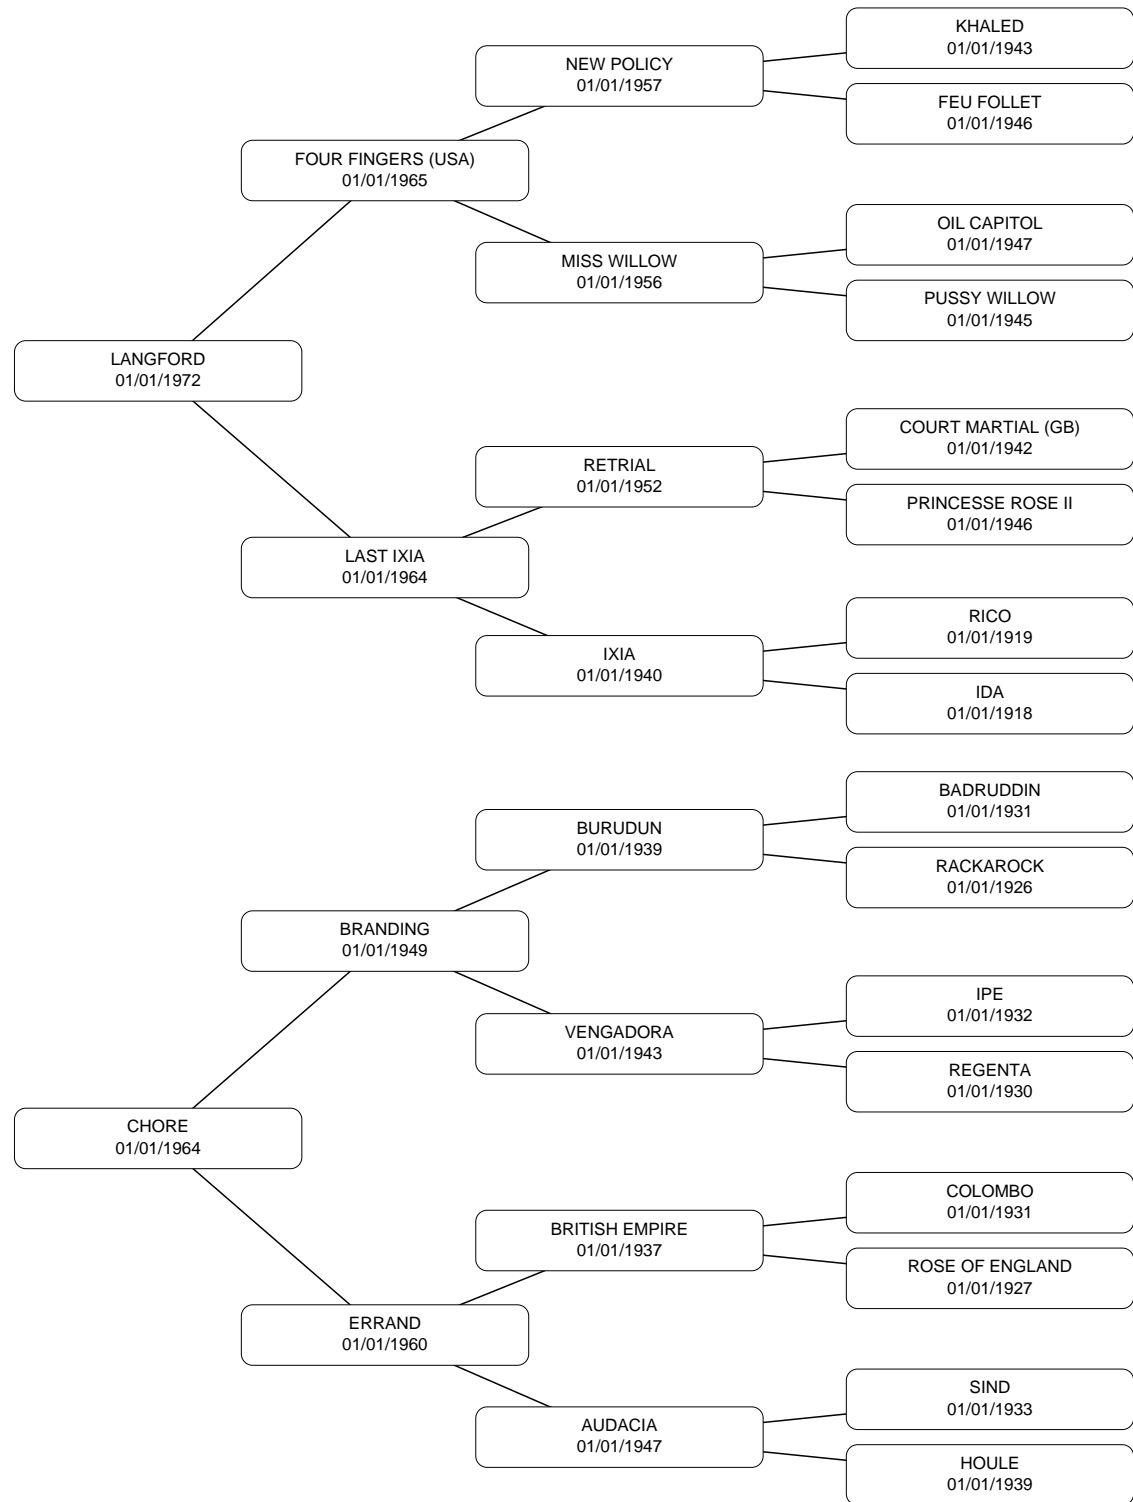 KHALED
01/01/1943
NEW POLICY
01/01/1957
FEU FOLLET
01/01/1946
FOUR FINGERS (USA)
01/01/1965
OIL CAPITOL
01/01/1947
MISS WILLOW
01/01/1956
PUSSY WILLOW
01/01/1945
LANGFORD
01/01/1972
COURT MARTIAL (GB)
01/01/1942
RETRIAL
01/01/1952
PRINCESSE ROSE II
01/01/1946
LAST IXIA
01/01/1964
RICO
01/01/1919
IXIA
01/01/1940
IDA
01/01/1918
BADRUDDIN
01/01/1931
BURUDUN
01/01/1939
RACKAROCK
01/01/1926
BRANDING
01/01/1949
IPE
01/01/1932
VENGADORA
01/01/1943
REGENTA
01/01/1930
CHORE
01/01/1964
COLOMBO
01/01/1931
BRITISH EMPIRE
01/01/1937
ROSE OF ENGLAND
01/01/1927
ERRAND
01/01/1960
SIND
01/01/1933
AUDACIA
01/01/1947
HOULE
01/01/1939